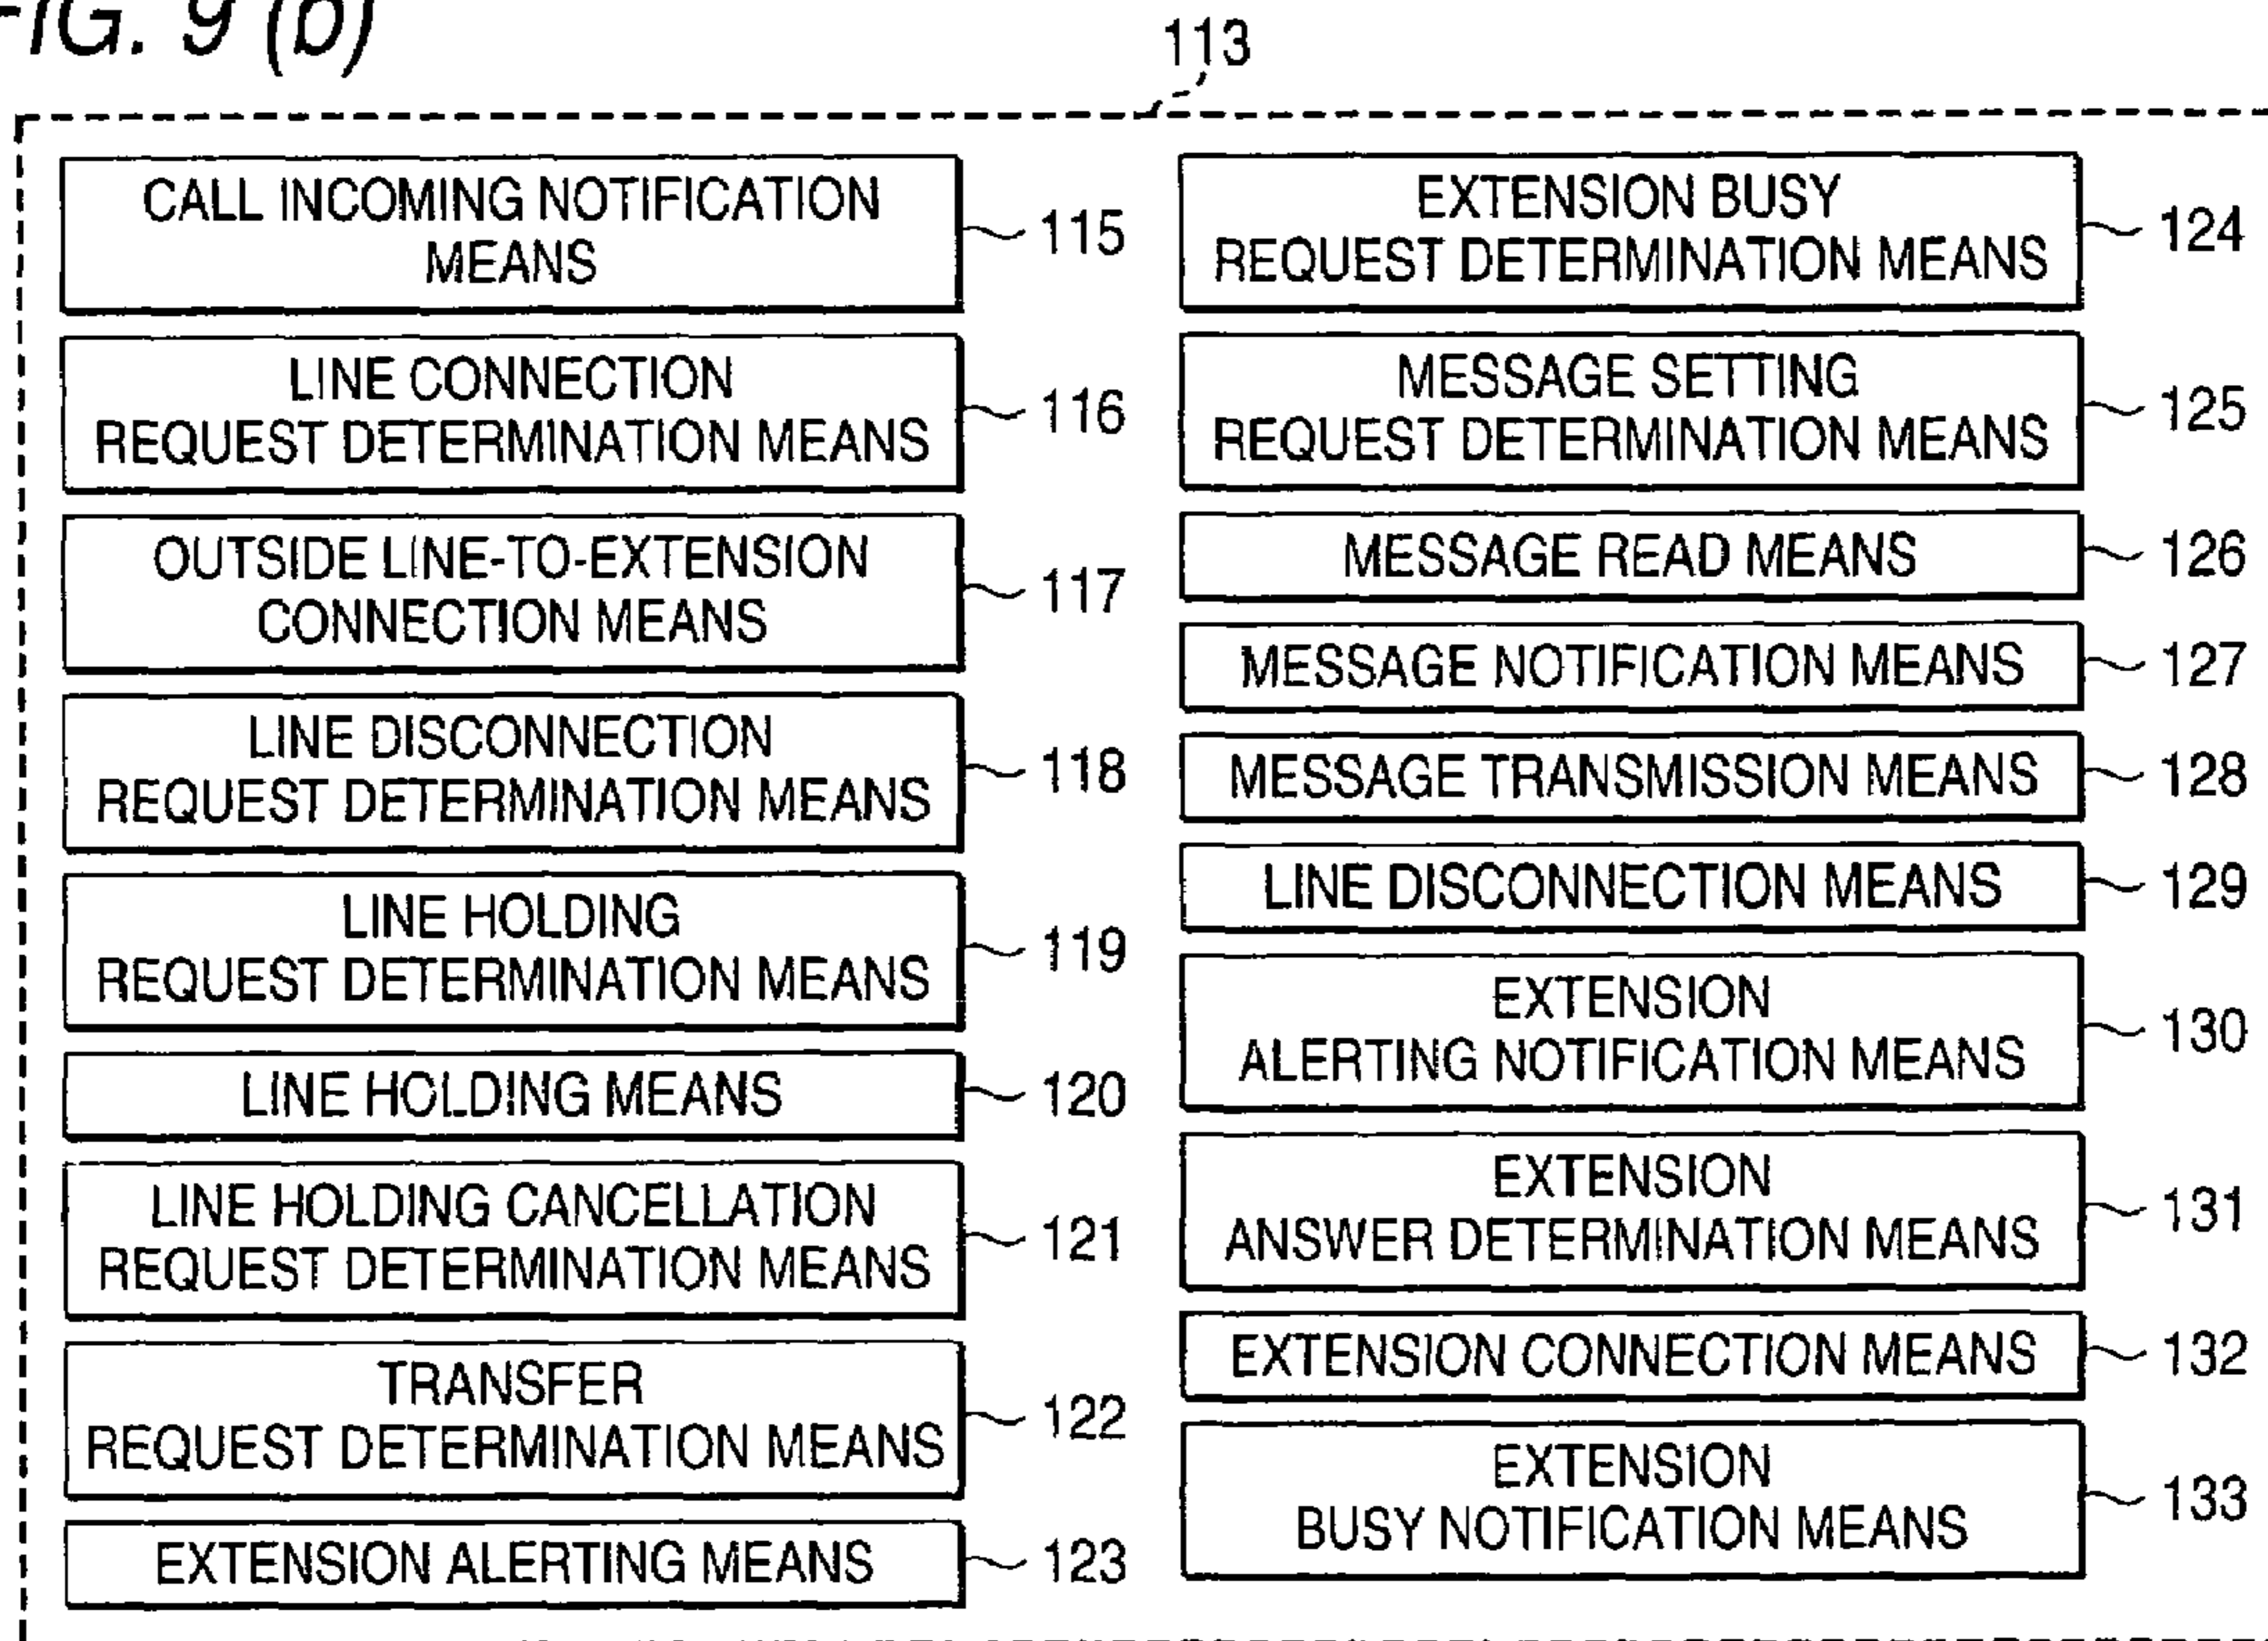 FIG. 9 (b)
113
CALL INCOMING NOTIFICATION
MEANS
115
LINE CONNECTION
REQUEST DETERMINATION MEANS
116
OUTSIDE LINE-TO-EXTENSION
CONNECTION MEANS
117
LINE DISCONNECTION
REQUEST DETERMINATION MEANS
118
LINE HOLDING
REQUEST DETERMINATION MEANS
119
LINE HOLDING MEANS
120
LINE HOLDING CANCELLATION
REQUEST DETERMINATION MEANS
121
TRANSFER
REQUEST DETERMINATION MEANS
122
EXTENSION ALERTING MEANS
123
EXTENSION BUSY
REQUEST DETERMINATION MEANS
124
MESSAGE SETTING
REQUEST DETERMINATION MEANS
125
MESSAGE READ MEANS
126
MESSAGE NOTIFICATION MEANS
127
MESSAGE TRANSMISSION MEANS
128
LINE DISCONNECTION MEANS
129
EXTENSION
ALERTING NOTIFICATION MEANS
130
EXTENSION
ANSWER DETERMINATION MEANS
131
EXTENSION CONNECTION MEANS
132
EXTENSION
BUSY NOTIFICATION MEANS
133